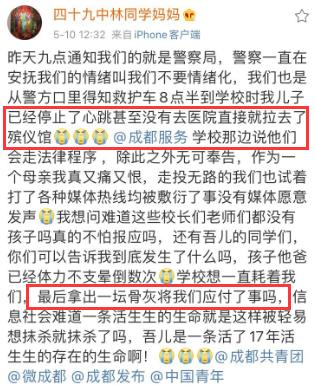 四十九中林同学妈妈
5-10 12:32 来自iPhone客户端
昨天九点通知我们的就是警察局，警察一直在
安抚我们的情绪叫我们不要情绪化，我们也是
从警方口里得知救护车8点半到学校时我儿子
已经停止了心跳甚至没有去医院直接就拉去了
殡仪馆😭😭😭@成都服务 学校那边说他们
会走法律程序，除此之外无可奉告，作为一
个母亲我真又痛又恨，走投无路的我们也试着
打了各种媒体热线均被敷衍了事没有媒体愿意
发声😭我想问难道这些校长们老师们都没有
孩子吗真的不怕报应吗，还有吾儿的同学们，
你们可以告诉我到底发生了什么吗，孩子他爸
已经体力不支晕倒数次😭学校想一直耗着我
们，最后拿出一坛骨灰将我们应付了事吗，信
息社会难道一条活生生的生命就是这样被轻易
想抹杀就抹杀了吗，吾儿是一条活了17年活
生生的存在的生命啊！😭😭😭@成都共青团
@微成都 @成都发布 @中国青年